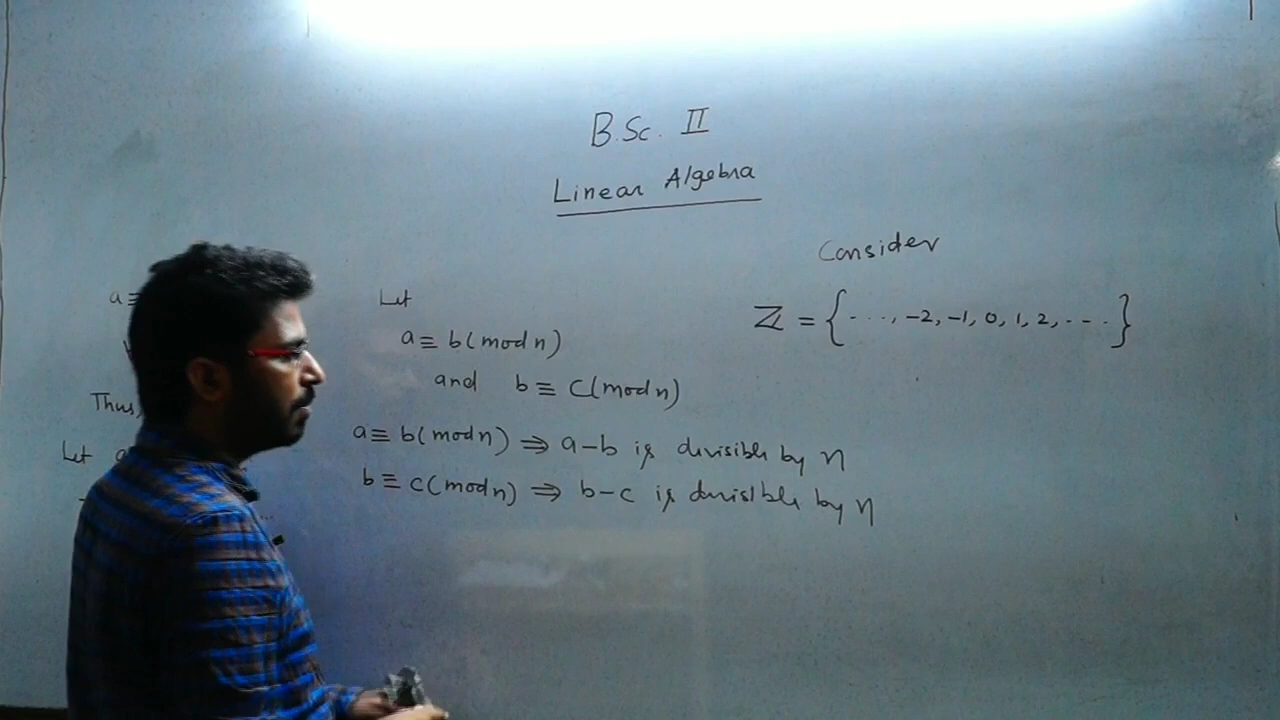 B.Sc. II
Linear Algebra
a ≡
Thus,
Let a
Let
a ≡ b(mod n)
and b ≡ c(mod n)
a ≡ b(mod n) ⇒ a-b is divisible by n
b ≡ c(mod n) ⇒ b-c is divisible by n
Consider
ℤ = {...., -2, -1, 0, 1, 2, ....}